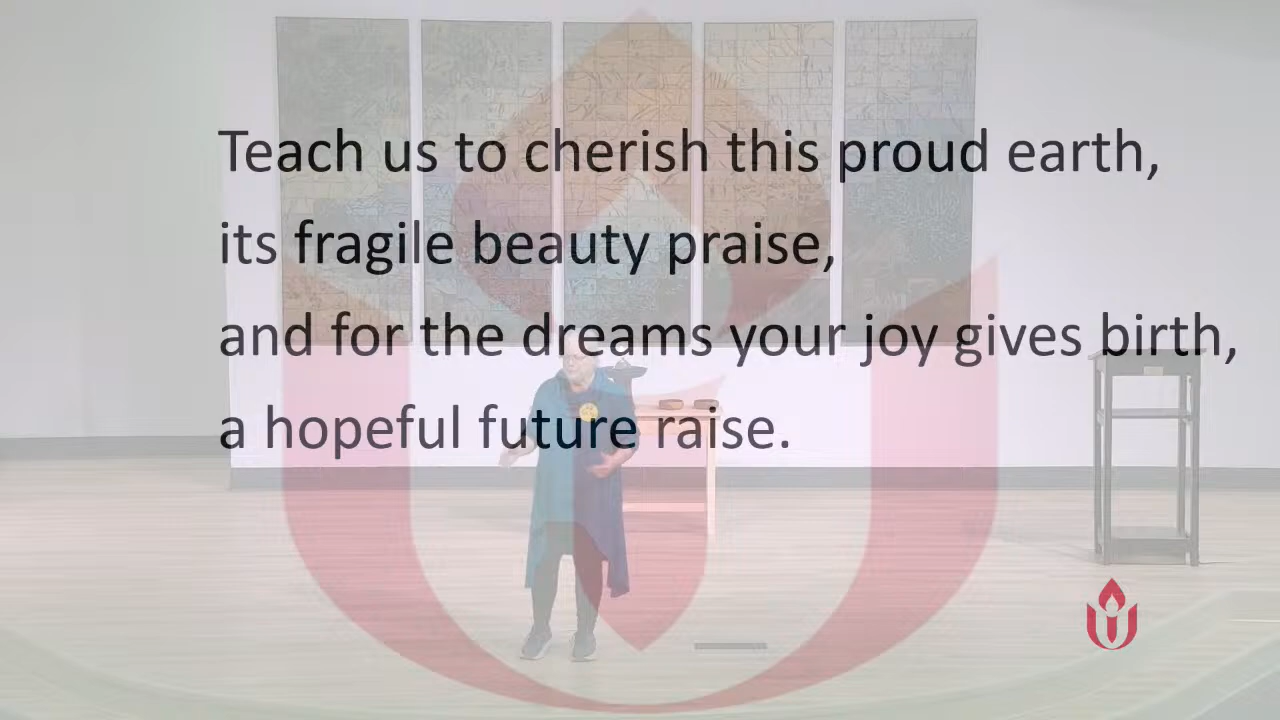 Teach us to cherish this proud earth,
its fragile beauty praise,
and for the dreams your joy gives birth,
a hopeful future raise.